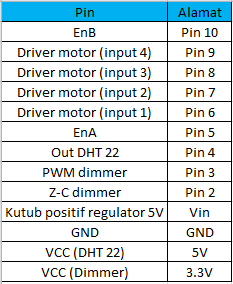 Pin Alamat
EnB Pin 10
Driver motor (input 4) Pin 9
Driver motor (input 3) Pin 8
Driver motor (input 2) Pin 7
Driver motor (input 1) Pin 6
EnA Pin 5
Out DHT 22 Pin 4
PWM dimmer Pin 3
Z-C dimmer Pin 2
Kutub positif regulator 5V Vin
GND GND
VCC (DHT 22) 5V
VCC (Dimmer) 3.3V